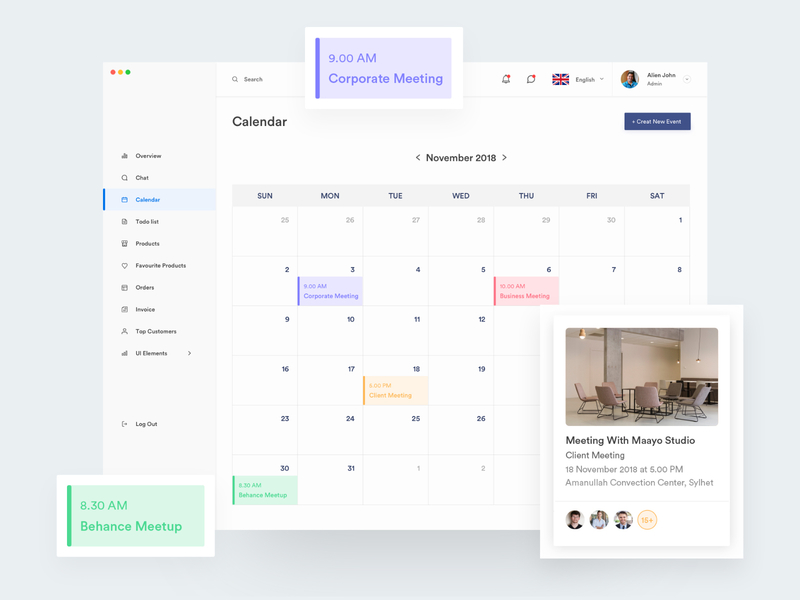 9.00 AM
Corporate Meeting
Search
English
Alien John
Admin
Calendar
+ Creat New Event
< November 2018 >
Overview
Chat
Calendar
Todo list
Products
Favourite Products
Orders
Invoice
Top Customers
UI Elements >
Log Out
SUN MON TUE WED THU FRI SAT
25 26 27 28 29 30 1
2 3 4 5 6 7 8
9.00 AM
Corporate Meeting
10.00 AM
Business Meeting
9 10 11 12
16 17 18 19
5.00 PM
Client Meeting
23 24 25 26
30 31 1 2
8.30 AM
Behance Meetup
8.30 AM
Behance Meetup
Meeting With Maayo Studio
Client Meeting
18 November 2018 at 5.00 PM
Amanullah Convection Center, Sylhet
15+